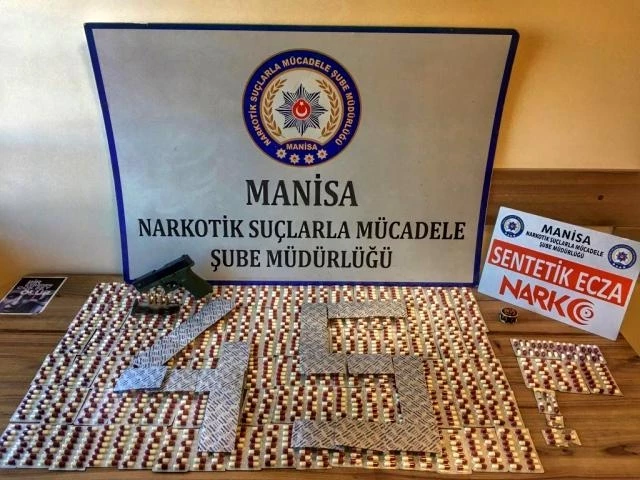 NARKOTİK SUÇLARLA MÜCADELE ŞUBE MÜDÜRLÜĞÜ
MANİSA
MANİSA
NARKOTİK SUÇLARLA MÜCADELE
ŞUBE MÜDÜRLÜĞÜ
MANİSA
NARKOTİK SUÇLARLA MÜCADELE
ŞUBE MÜDÜRLÜĞÜ
SENTETİK ECZA
NARKO
45